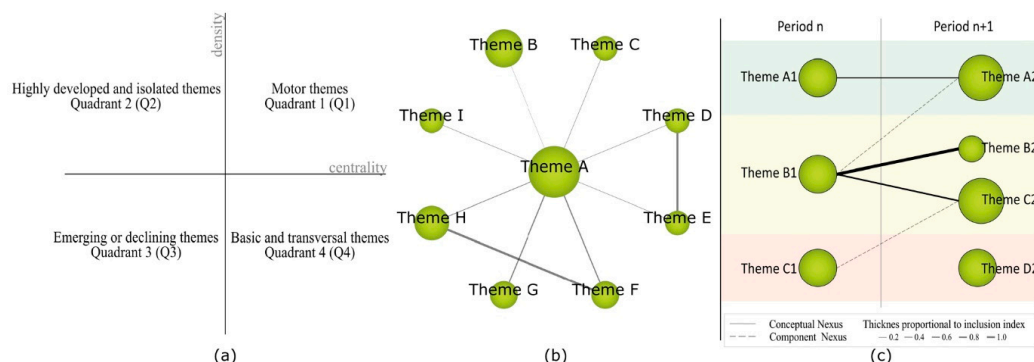 density
Highly developed and isolated themes
Quadrant 2 (Q2)
Motor themes
Quadrant 1 (Q1)
centrality
Emerging or declining themes
Quadrant 3 (Q3)
Basic and transversal themes
Quadrant 4 (Q4)
(a)
Theme B
Theme C
Theme I
Theme D
Theme A
Theme H
Theme E
Theme G
Theme F
(b)
Period n
Period n+1
Theme A1
Theme A2
Theme B2
Theme B1
Theme C2
Theme C1
Theme D2
Conceptual Nexus
Thicknes proportional to inclusion index
Component Nexus
0.2 0.4 0.6 0.8 1.0
(c)